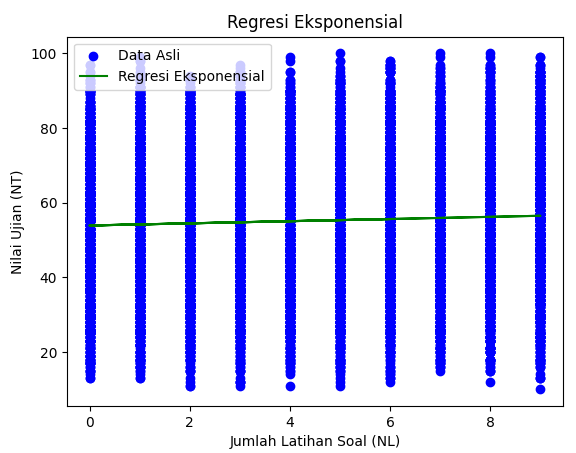 Regresi Eksponensial
Data Asli
Regresi Eksponensial
Nilai Ujian (NT)
100
80
60
40
20
0 2 4 6 8
Jumlah Latihan Soal (NL)